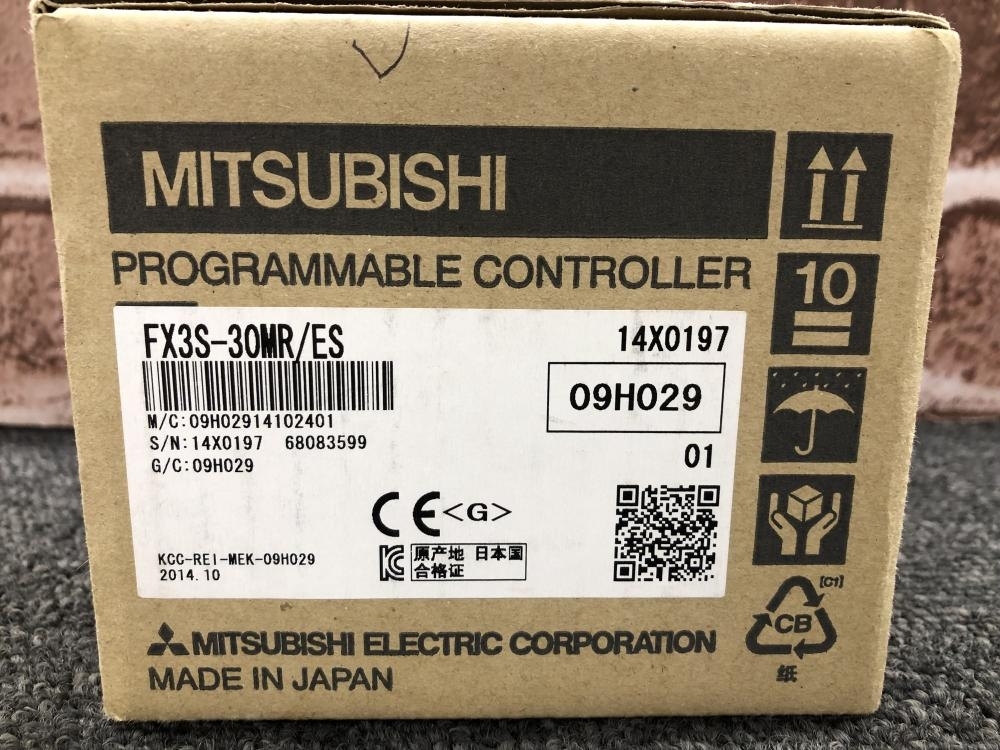 MITSUBISHI
PROGRAMMABLE CONTROLLER
10
FX3S-30MR/ES
14X0197
M/C:09H02914102401
09H029
S/N:14X0197 68083599
G/C:09H029
01
CE<G>
KCC-REI-MEK-09H029
2014.10
原产地 日本国
合格证
MITSUBISHI ELECTRIC CORPORATION
MADE IN JAPAN
[C1]
CB
纸